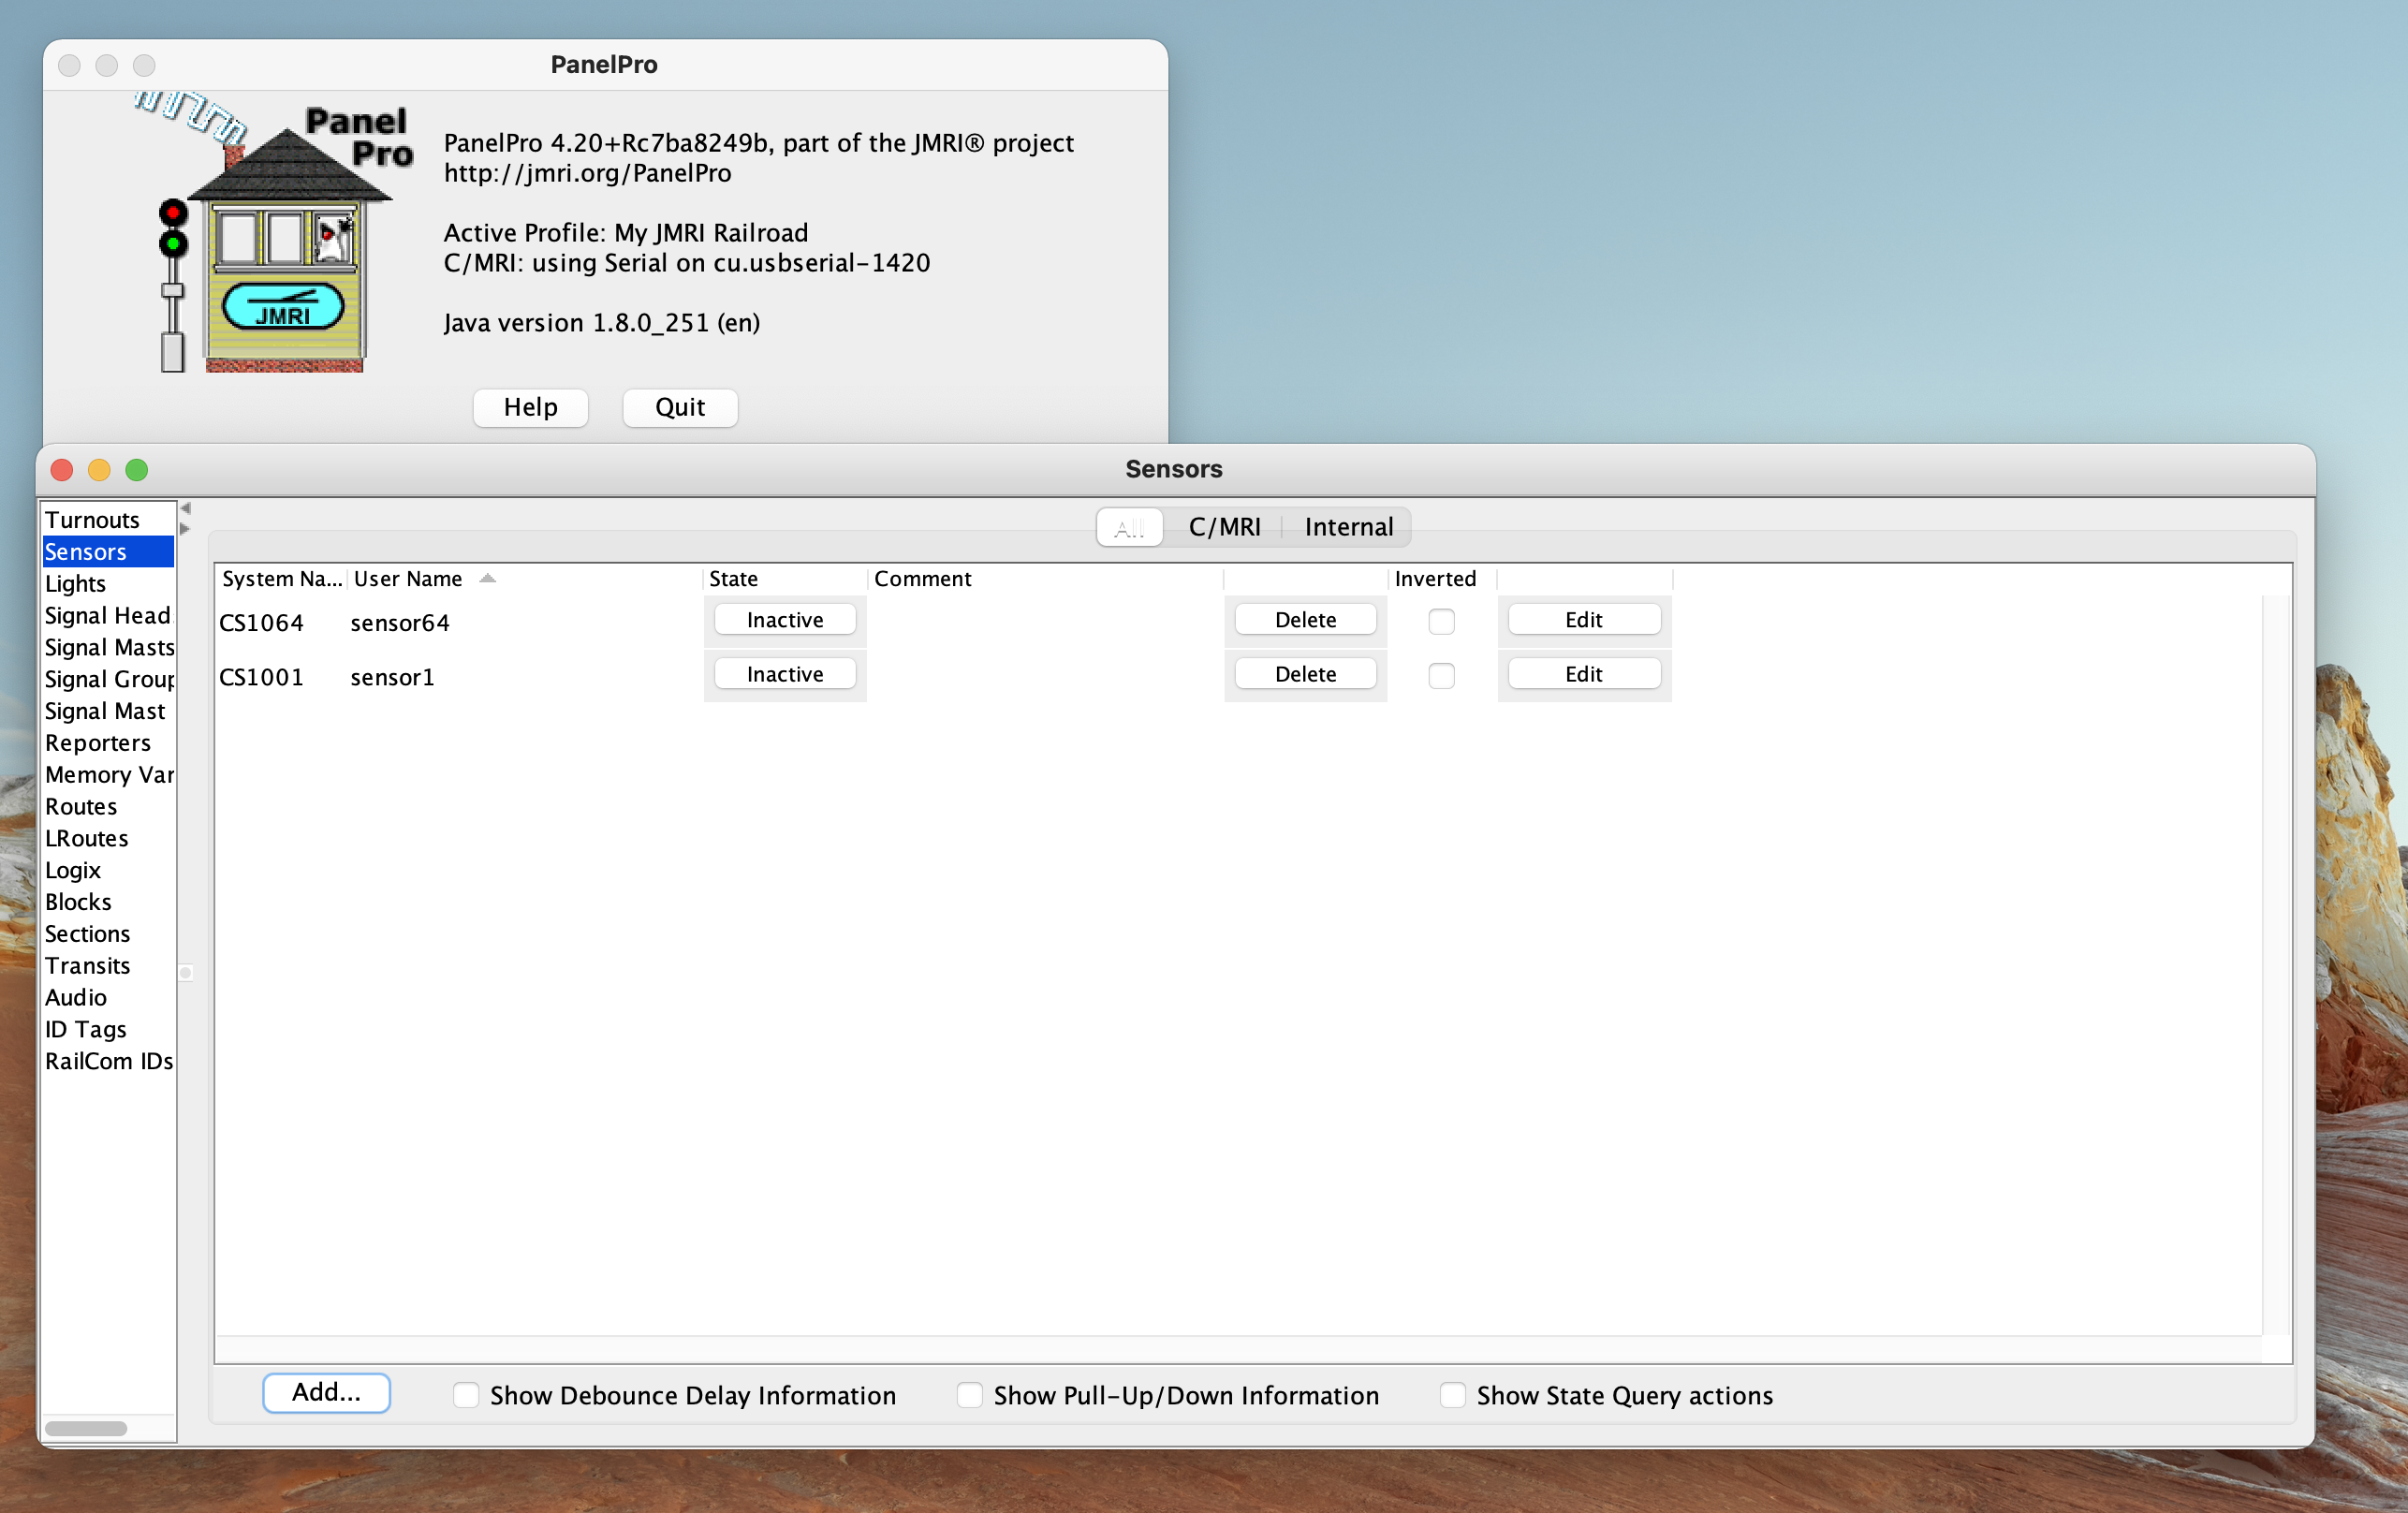 PanelPro
Panel
Pro
JMRI
PanelPro 4.20+Rc7ba8249b, part of the JMRI® project
http://jmri.org/PanelPro
Active Profile: My JMRI Railroad
C/MRI: using Serial on cu.usbserial-1420
Java version 1.8.0_251 (en)
Help Quit
Sensors
Turnouts
Sensors
Lights
Signal Head
Signal Masts
Signal Group
Signal Mast
Reporters
Memory Var
Routes
LRoutes
Logix
Blocks
Sections
Transits
Audio
ID Tags
RailCom IDs
All C/MRI Internal
System Na... User Name State Comment Inverted
CS1064 sensor64 Inactive Delete Edit
CS1001 sensor1 Inactive Delete Edit
Add... Show Debounce Delay Information Show Pull-Up/Down Information Show State Query actions